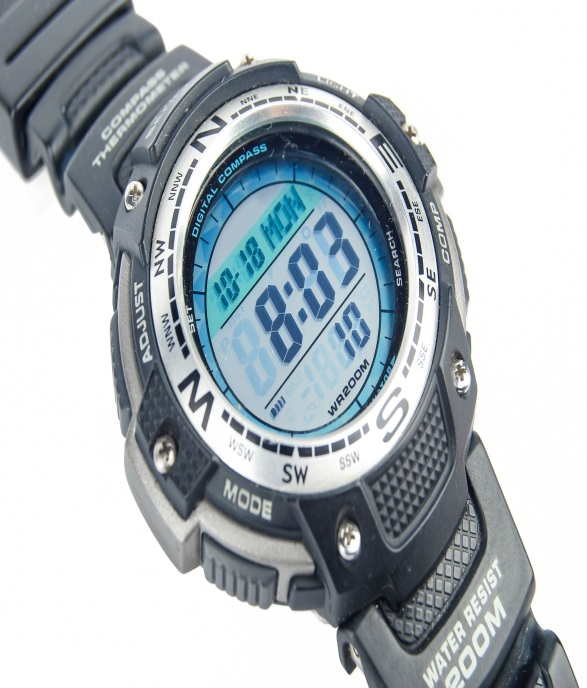 COMPASS
THERMOMETER
LIGHT
N
NNE
NE
ENE
E
ESE
SE
SSE
S
SSW
SW
WSW
W
WNW
NW
NNW
DIGITAL COMPASS
ADJUST
SET
SEARCH
COMP
10-18 MON
8:03
18
WR200M
MODE
WATER RESIST
200M